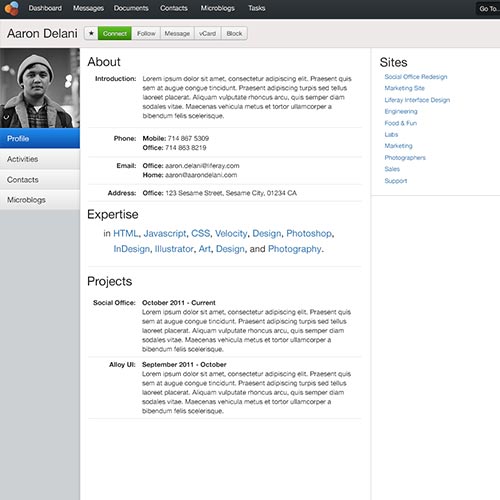 Dashboard Messages Documents Contacts Microblogs Tasks Go To..
Aaron Delani
★ Connect Follow Message vCard Block
Profile
Activities
Contacts
Microblogs
About
Introduction: Lorem ipsum dolor sit amet, consectetur adipiscing elit. Praesent quis
sem at augue congue tincidunt. Praesent adipiscing turpis sed tellus
laoreet placerat. Aliquam vulputate rhoncus arcu, quis semper diam
sodales vitae. Maecenas vehicula metus et tortor ullamcorper a
bibendum felis scelerisque.
Phone: Mobile: 714 867 5309
Office: 714 863 8219
Email: Office: aaron.delani@liferay.com
Home: aaron@aarondelani.com
Address: Office: 123 Sesame Street, Sesame City, 01234 CA
Expertise
in HTML, Javascript, CSS, Velocity, Design, Photoshop,
InDesign, Illustrator, Art, Design, and Photography.
Projects
Social Office: October 2011 - Current
Lorem ipsum dolor sit amet, consectetur adipiscing elit. Praesent quis
sem at augue congue tincidunt. Praesent adipiscing turpis sed tellus
laoreet placerat. Aliquam vulputate rhoncus arcu, quis semper diam
sodales vitae. Maecenas vehicula metus et tortor ullamcorper a
bibendum felis scelerisque.
Alloy UI: September 2011 - October
Lorem ipsum dolor sit amet, consectetur adipiscing elit. Praesent quis
sem at augue congue tincidunt. Praesent adipiscing turpis sed tellus
laoreet placerat. Aliquam vulputate rhoncus arcu, quis semper diam
sodales vitae. Maecenas vehicula metus et tortor ullamcorper a
bibendum felis scelerisque.
Sites
Social Office Redesign
Marketing Site
Liferay Interface Design
Engineering
Food & Fun
Labs
Marketing
Photographers
Sales
Support